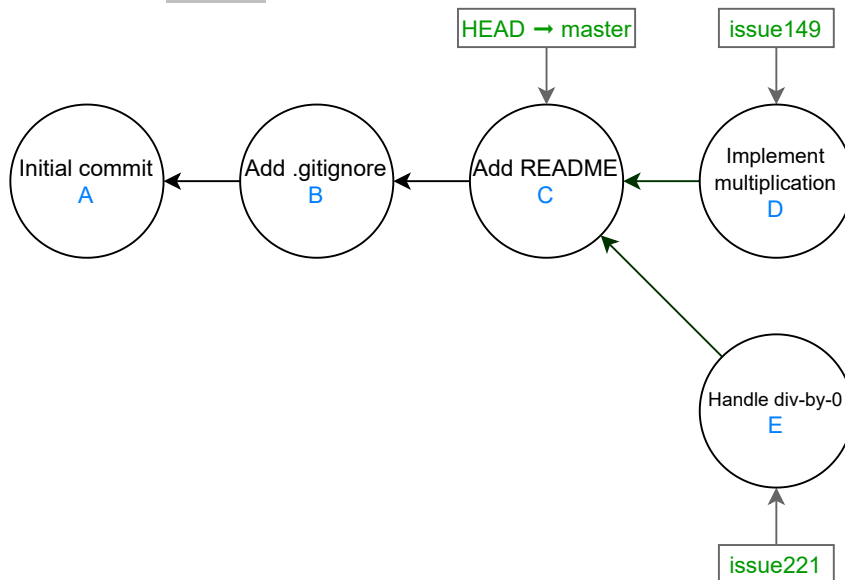 HEAD → master
issue149
Initial commit
A
Add .gitignore
B
Add README
C
Implement
multiplication
D
Handle div-by-0
E
issue221